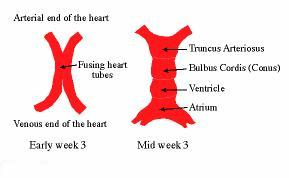 Arterial end of the heart
Fusing heart
tubes
Venous end of the heart
Early week 3
Truncus Arteriosus
Bulbus Cordis (Conus)
Ventricle
Atrium
Mid week 3